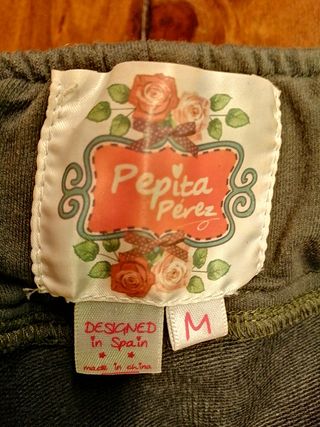 Pepita
Pérez
DESIGNED
in Spain
made in china
M